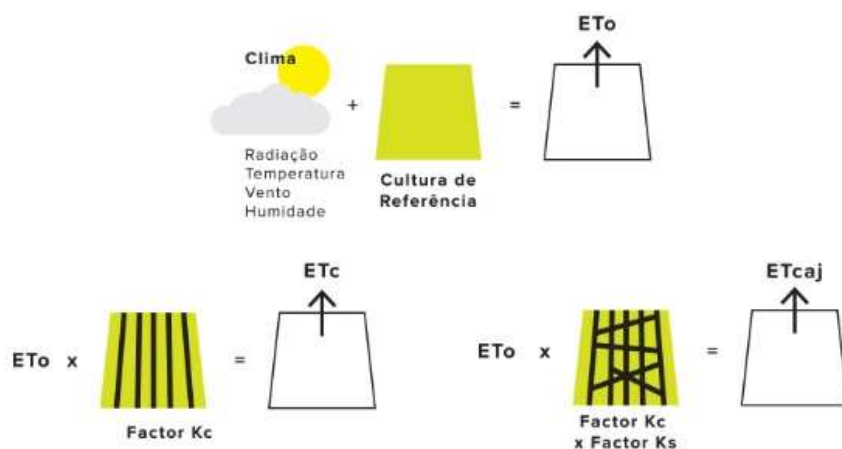 ETo
Clima
+
=
Radiação
Temperatura
Vento
Humidade
Cultura de
Referência
ETc
ETo x
=
Factor Kc
ETcaj
ETo x
=
Factor Kc
x Factor Ks